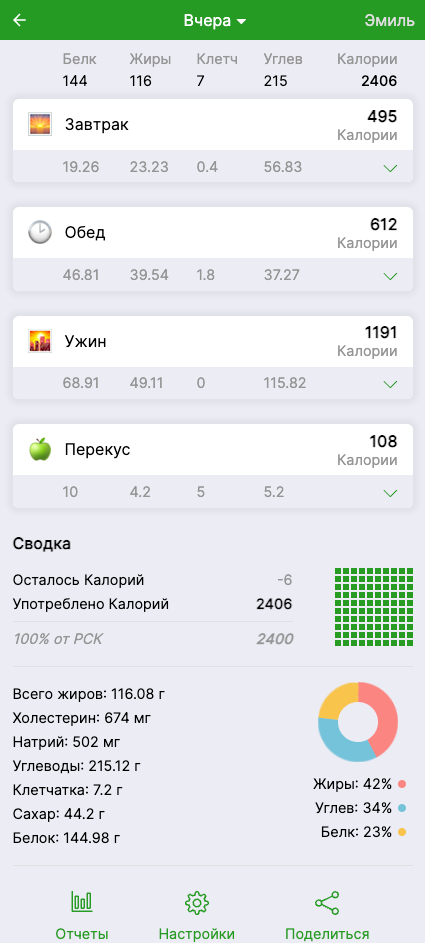 Вчера Эмиль
Белк Жиры Клетч Углев Калории
144 116 7 215 2406
Завтрак 495
Калории
19.26 23.23 0.4 56.83
Обед 612
Калории
46.81 39.54 1.8 37.27
Ужин 1191
Калории
68.91 49.11 0 115.82
Перекус 108
Калории
10 4.2 5 5.2
Сводка
Осталось Калорий -6
Употреблено Калорий 2406
100% от РСК 2400
Всего жиров: 116.08 г
Холестерин: 674 мг
Натрий: 502 мг
Углеводы: 215.12 г
Клетчатка: 7.2 г
Сахар: 44.2 г
Белок: 144.98 г
Жиры: 42%
Углев: 34%
Белк: 23%
Отчеты Настройки Поделиться